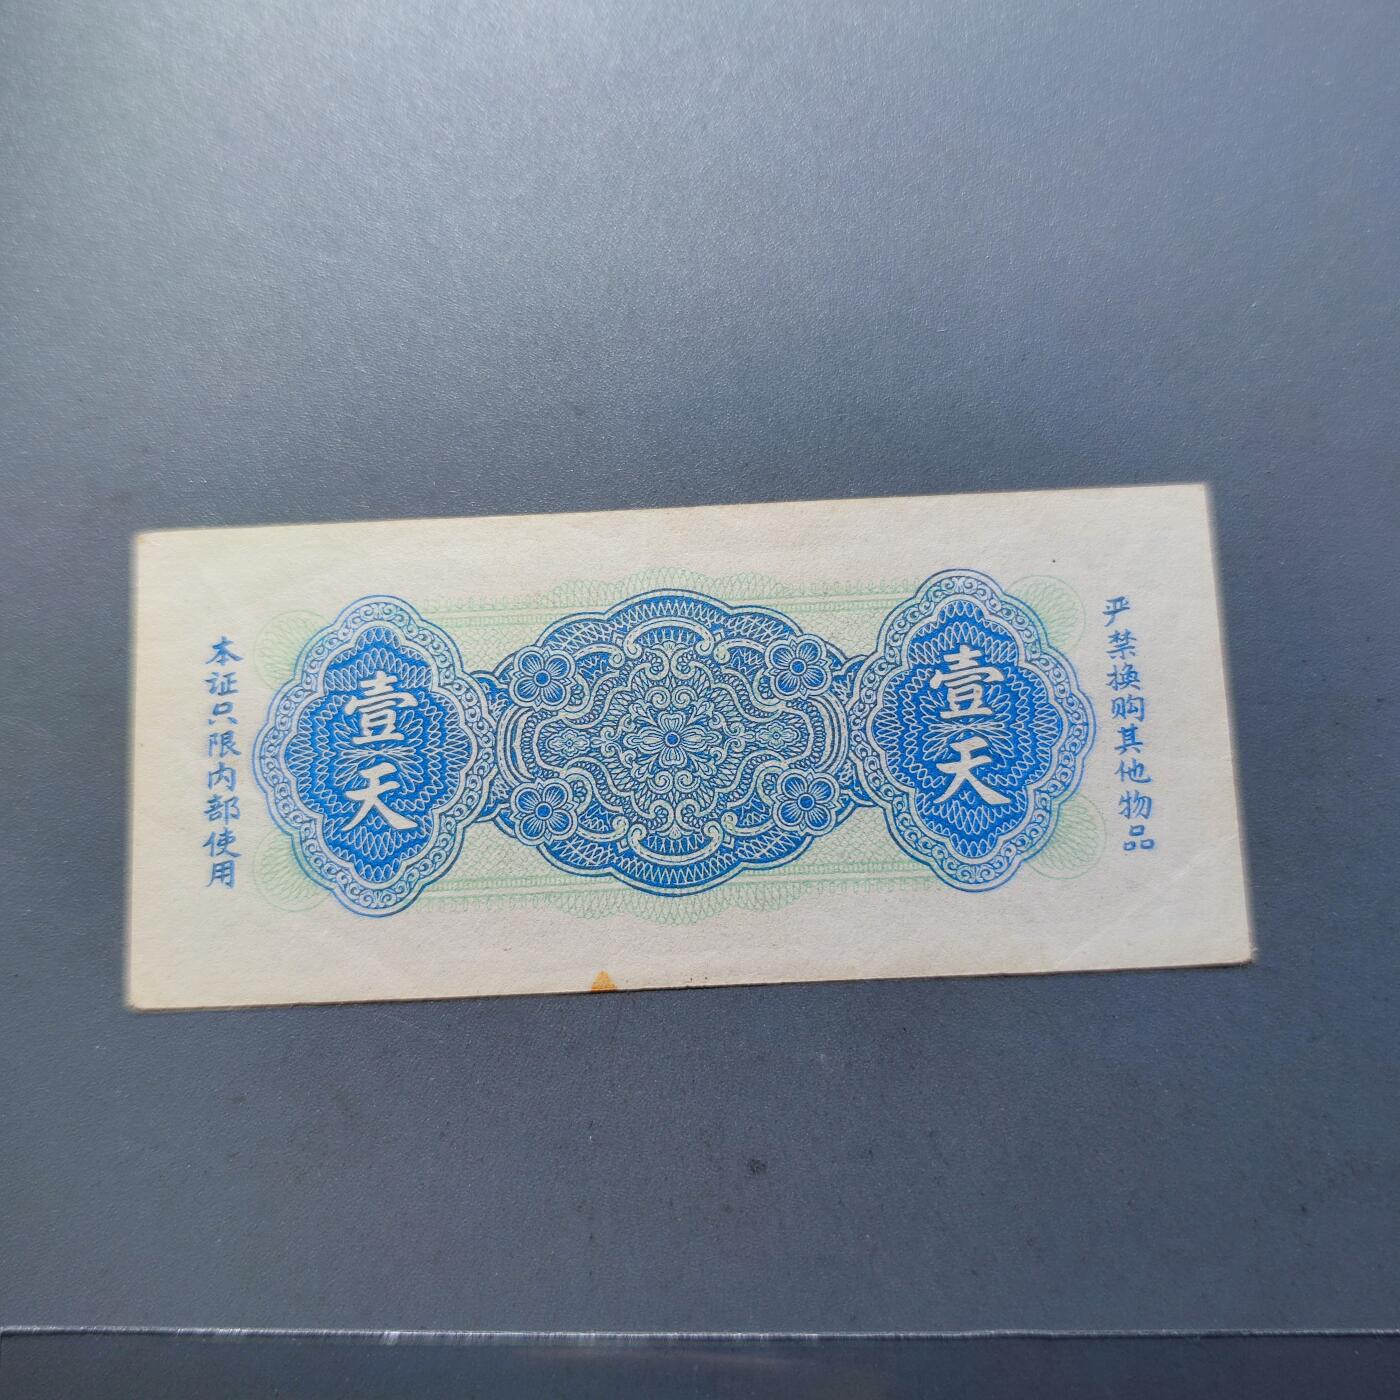 本证只限内部使用
壹天
壹天
严禁换购其他物品